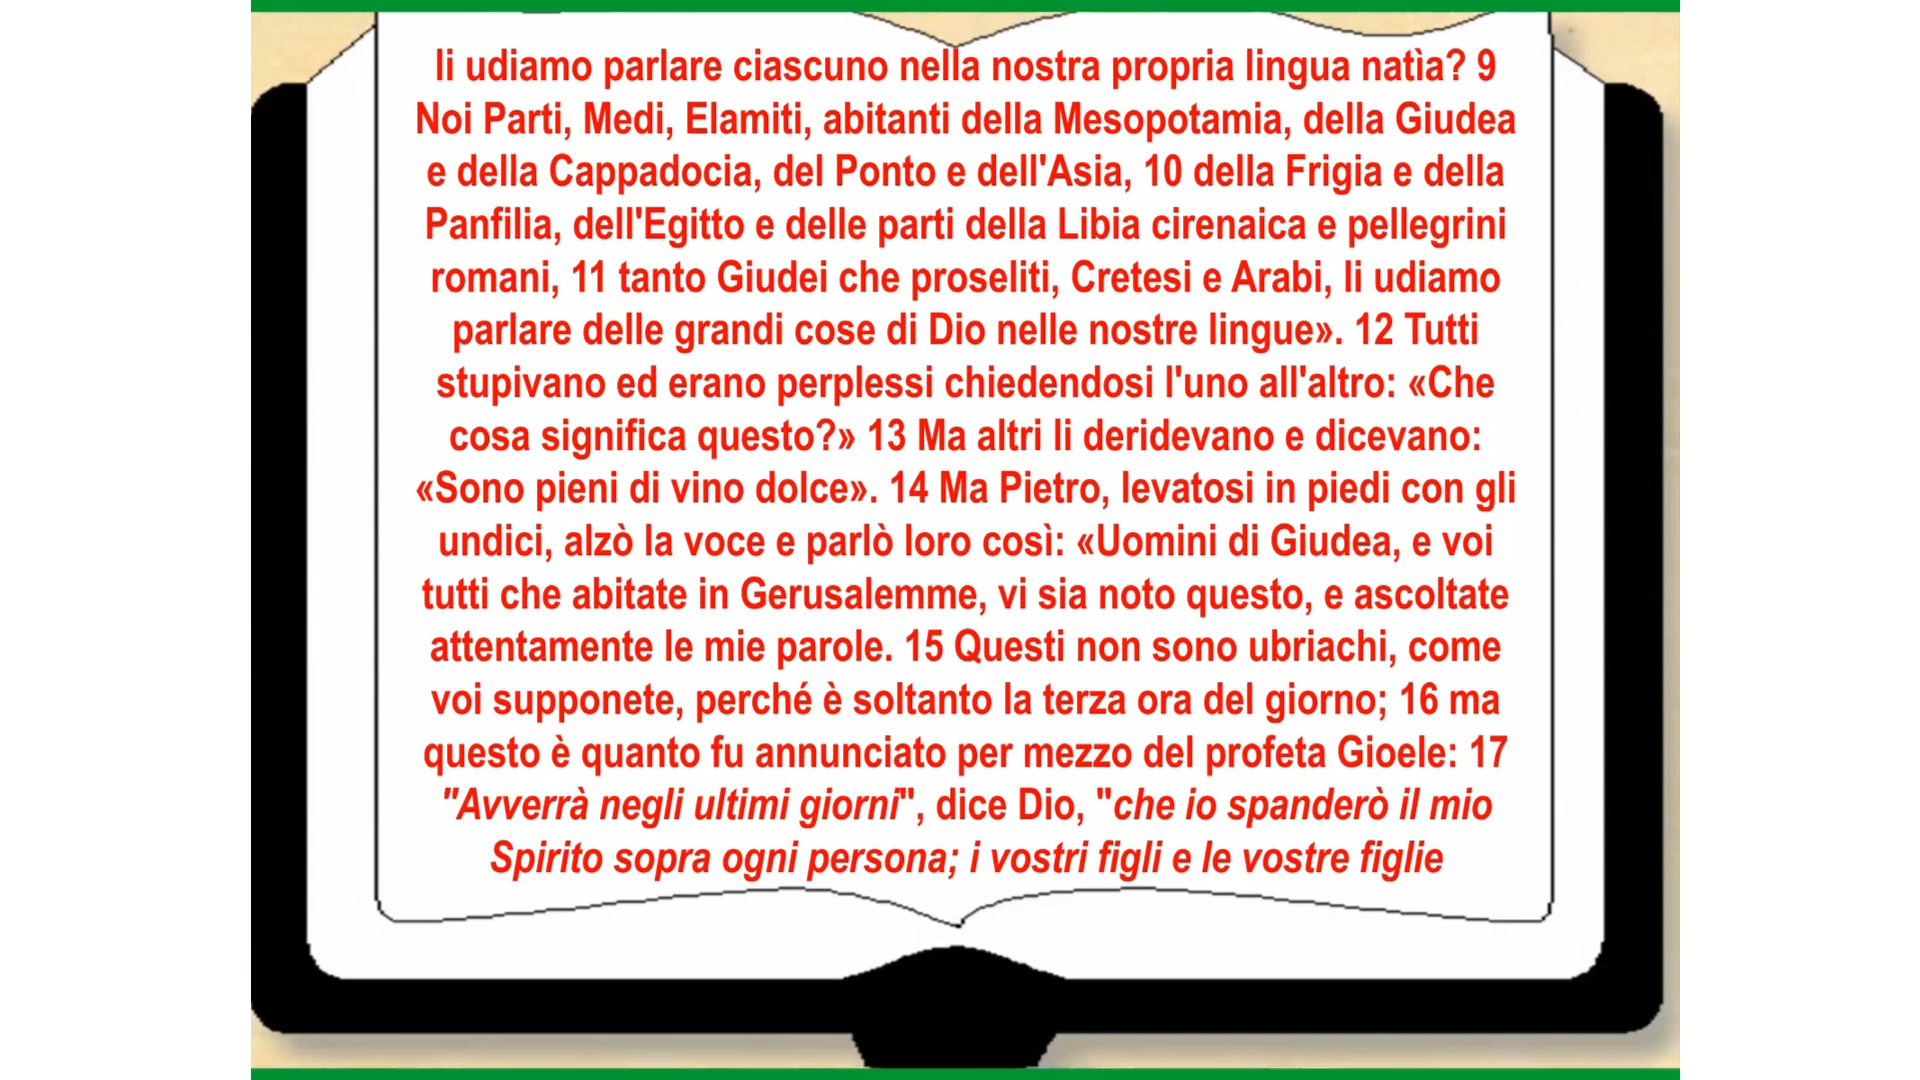 li udiamo parlare ciascuno nella nostra propria lingua natìa? 9
Noi Parti, Medi, Elamiti, abitanti della Mesopotamia, della Giudea
e della Cappadocia, del Ponto e dell'Asia, 10 della Frigia e della
Panfilia, dell'Egitto e delle parti della Libia cirenaica e pellegrini
romani, 11 tanto Giudei che proseliti, Cretesi e Arabi, li udiamo
parlare delle grandi cose di Dio nelle nostre lingue». 12 Tutti
stupivano ed erano perplessi chiedendosi l'uno all'altro: «Che
cosa significa questo?» 13 Ma altri li deridevano e dicevano:
«Sono pieni di vino dolce». 14 Ma Pietro, levatosi in piedi con gli
undici, alzò la voce e parlò loro così: «Uomini di Giudea, e voi
tutti che abitate in Gerusalemme, vi sia noto questo, e ascoltate
attentamente le mie parole. 15 Questi non sono ubriachi, come
voi supponete, perché è soltanto la terza ora del giorno; 16 ma
questo è quanto fu annunciato per mezzo del profeta Gioele: 17
"Avverrà negli ultimi giorni", dice Dio, "che io spanderò il mio
Spirito sopra ogni persona; i vostri figli e le vostre figlie